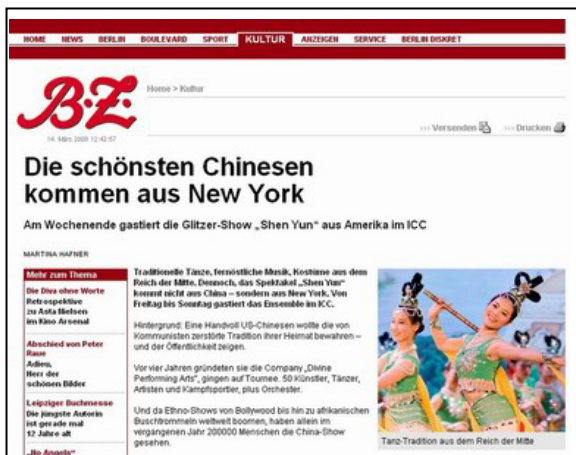 HOME NEWS BERLIN BOULEVARD SPORT KULTUR ANZEIGEN SERVICE BERLIN DISKRET
B.Z.
Home > Kultur
14. März 2008 12:42:57
Versenden Drucken
Die schönsten Chinesen
kommen aus New York
Am Wochenende gastiert die Glitzer-Show „Shen Yun“ aus Amerika im ICC
MARTINA HAFNER
Mehr zum Thema
Die Diva ohne Worte
Retrospektive
zu Asta Nielsen
im Kino Arsenal
Abschied von Peter
Raue
Adieu,
Herr der
schönen Bilder
Leipziger Buchmesse
Die jüngste Autorin
ist gerade mal
12 Jahre alt
„No Angels“
Traditionelle Tänze, fernöstliche Musik, Kostüme aus dem
Reich der Mitte. Dennoch, das Spektakel „Shen Yun“
kommt nicht aus China – sondern aus New York. Von
Freitag bis Sonntag gastiert das Ensemble im ICC.
Hintergrund: Eine Handvoll US-Chinesen wollte die von
Kommunisten zerstörte Tradition ihrer Heimat bewahren –
und der Öffentlichkeit zeigen.
Vor vier Jahren gründeten sie die Company „Divine
Performing Arts“, gingen auf Tournee. 50 Künstler, Tänzer,
Artisten und Kampfsportler, plus Orchester.
Und da Ethno-Shows von Bollywood bis hin zu afrikanischen
Buschtrommeln weltweit boomen, haben allein im
vergangenen Jahr 200000 Menschen die China-Show
gesehen.
Tanz-Tradition aus dem Reich der Mitte